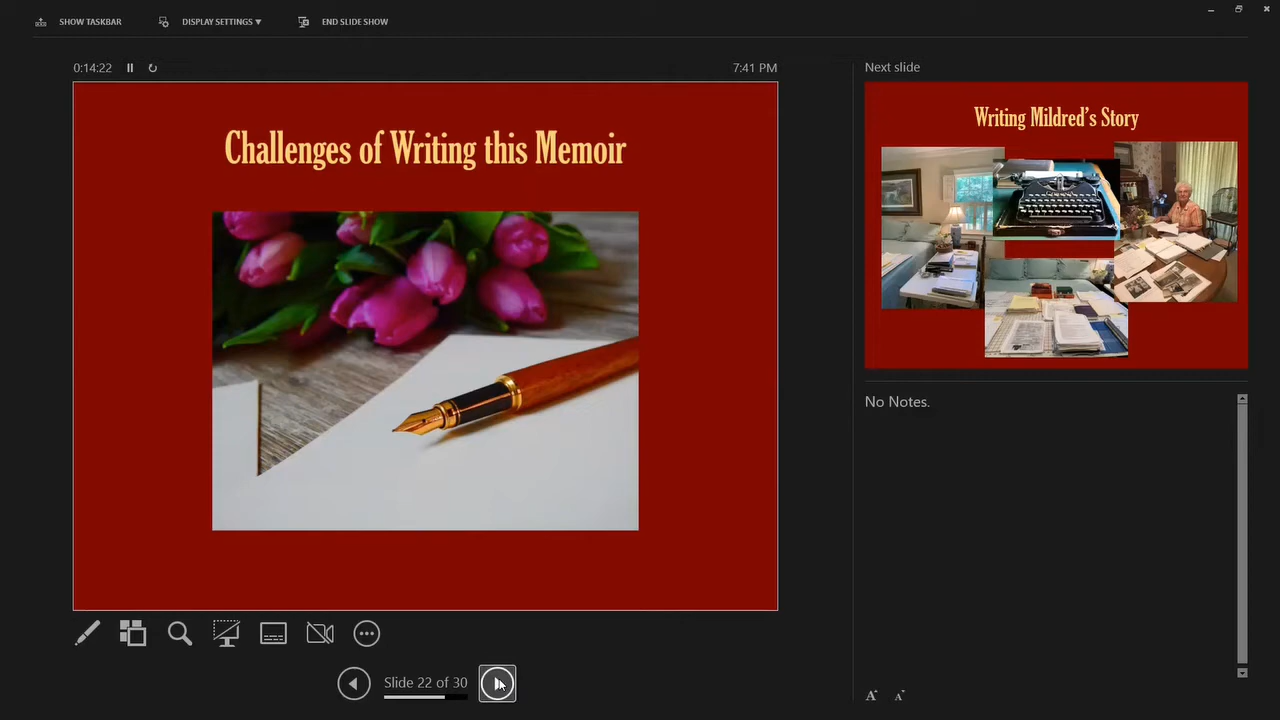 SHOW TASKBAR
DISPLAY SETTINGS ▼
END SLIDE SHOW
0:14:22
7:41 PM
Challenges of Writing this Memoir
Slide 22 of 30
Next slide
Writing Mildred's Story
No Notes.
A
A